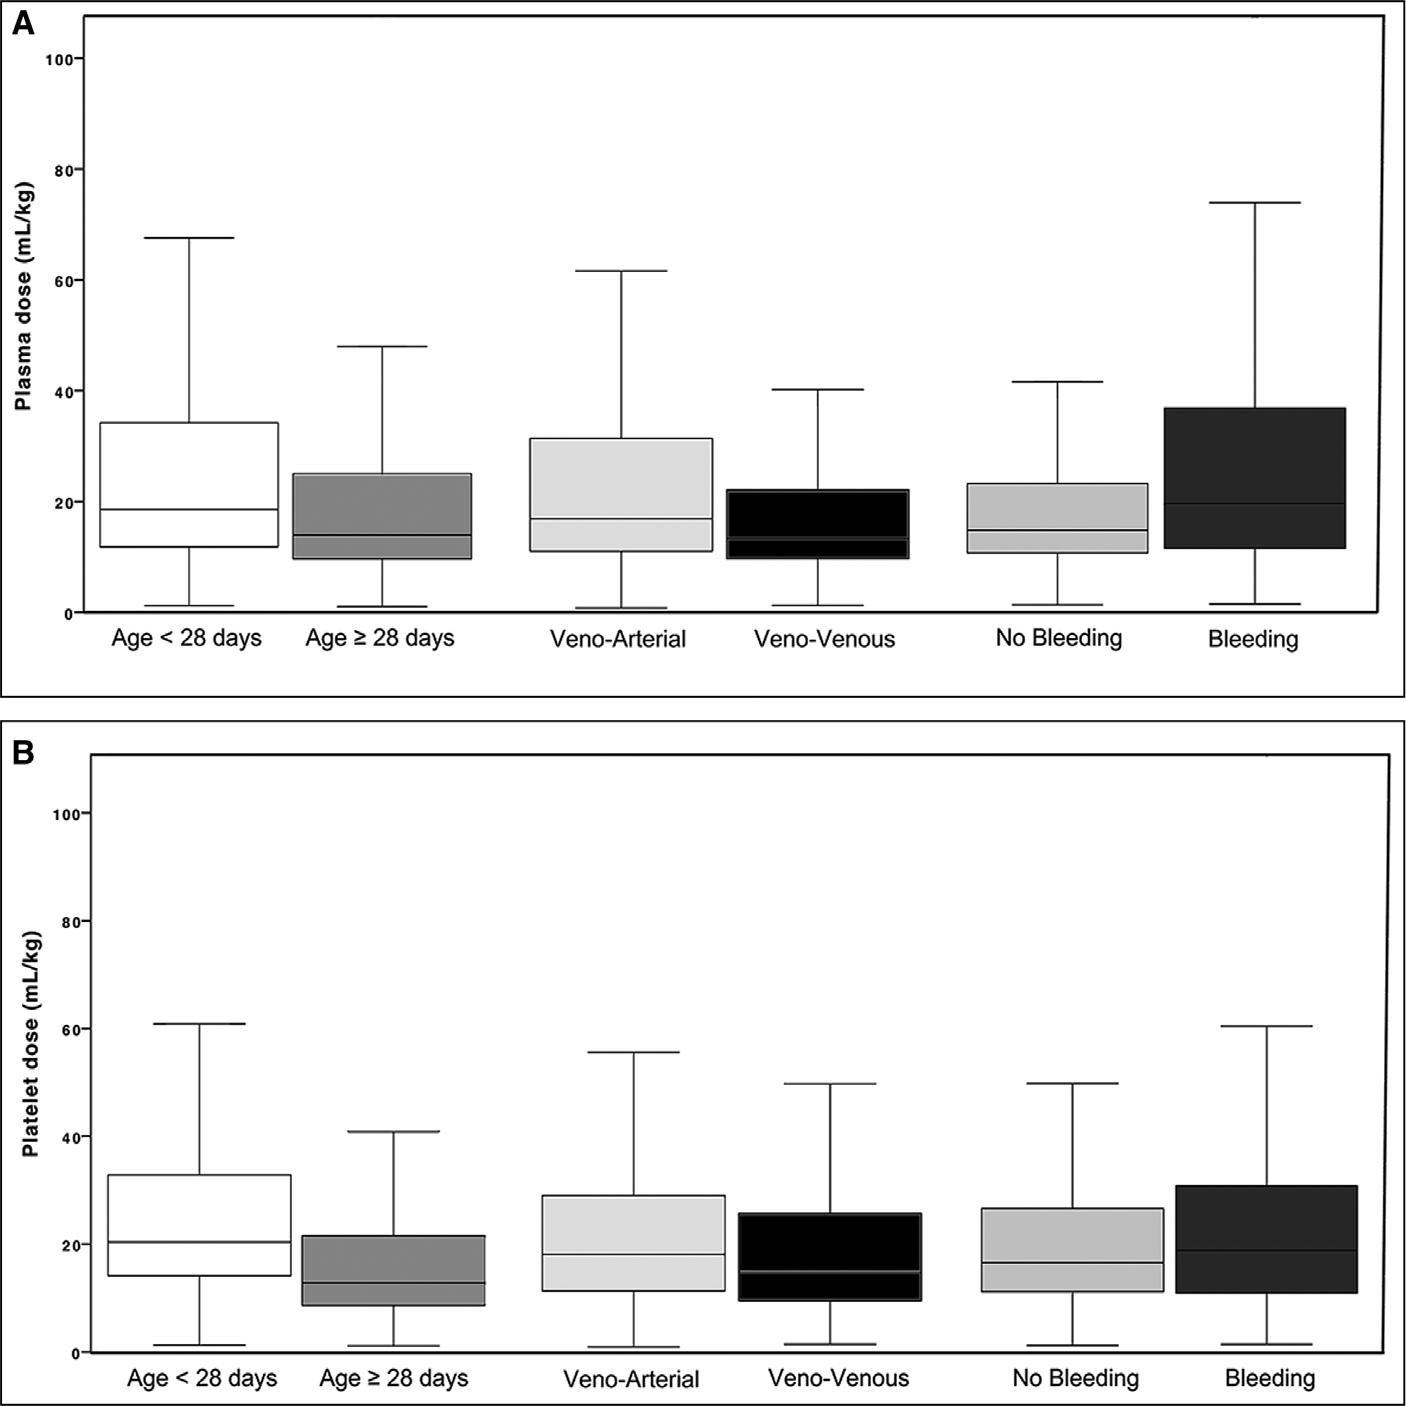 A
Plasma dose (mL/kg)
100
80
60
40
20
0
Age < 28 days Age ≥ 28 days Veno-Arterial Veno-Venous No Bleeding Bleeding
B
Platelet dose (mL/kg)
100
80
60
40
20
0
Age < 28 days Age ≥ 28 days Veno-Arterial Veno-Venous No Bleeding Bleeding